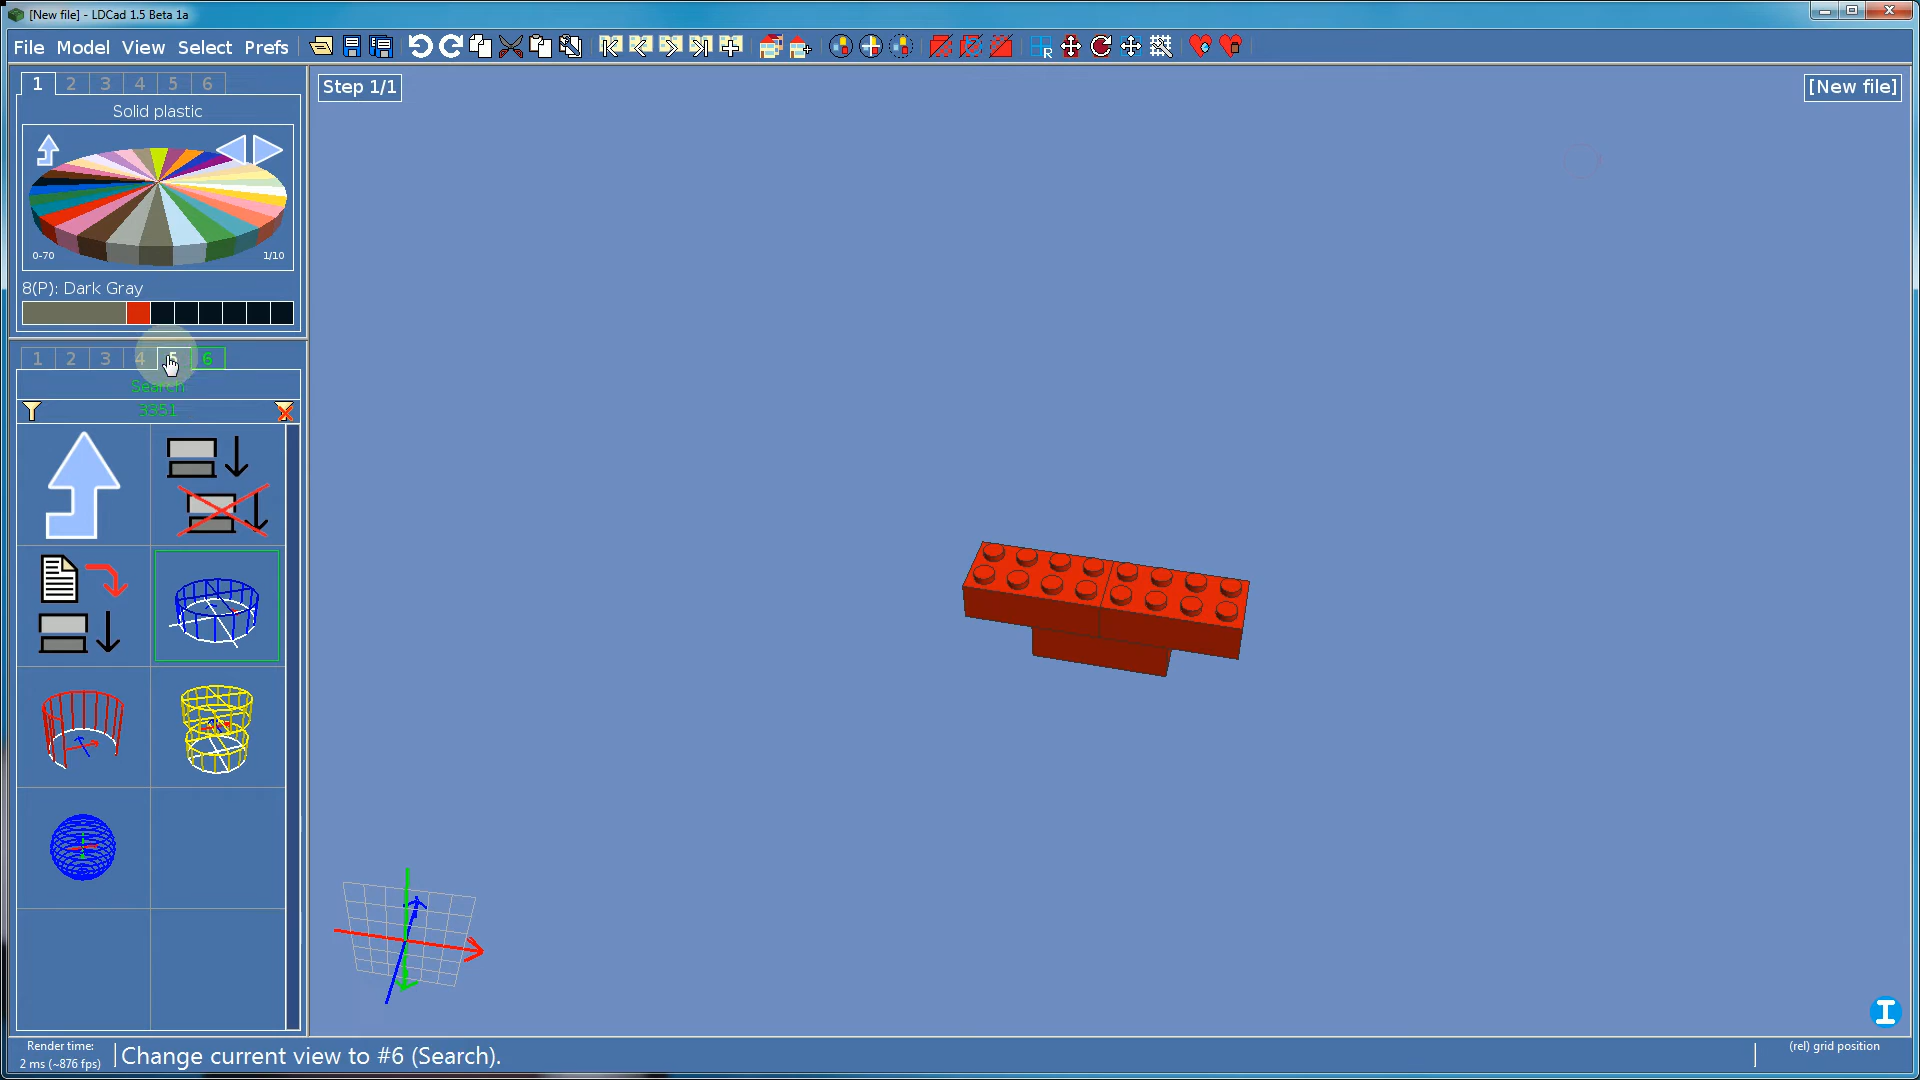 [New file] - LDCad 1.5 Beta 1a
File Model View Select Prefs
1 2 3 4 5 6
Solid plastic
0-70 1/10
8(P): Dark Gray
1 2 3 4 5 6
Search
3351
Step 1/1
[New file]
R
Render time:
2 ms (~876 fps)
Change current view to #6 (Search).
(rel) grid position